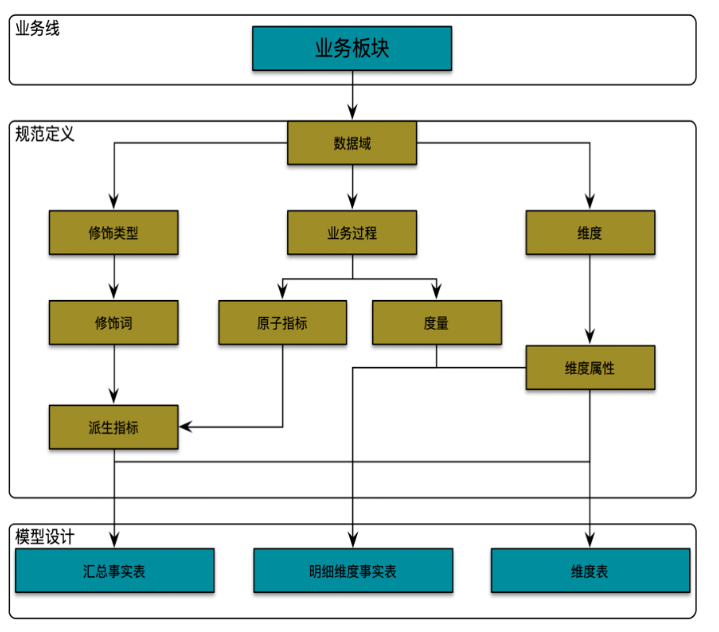 业务线
业务板块
规范定义
数据域
修饰类型
业务过程
维度
修饰词
原子指标
度量
维度属性
派生指标
模型设计
汇总事实表
明细维度事实表
维度表